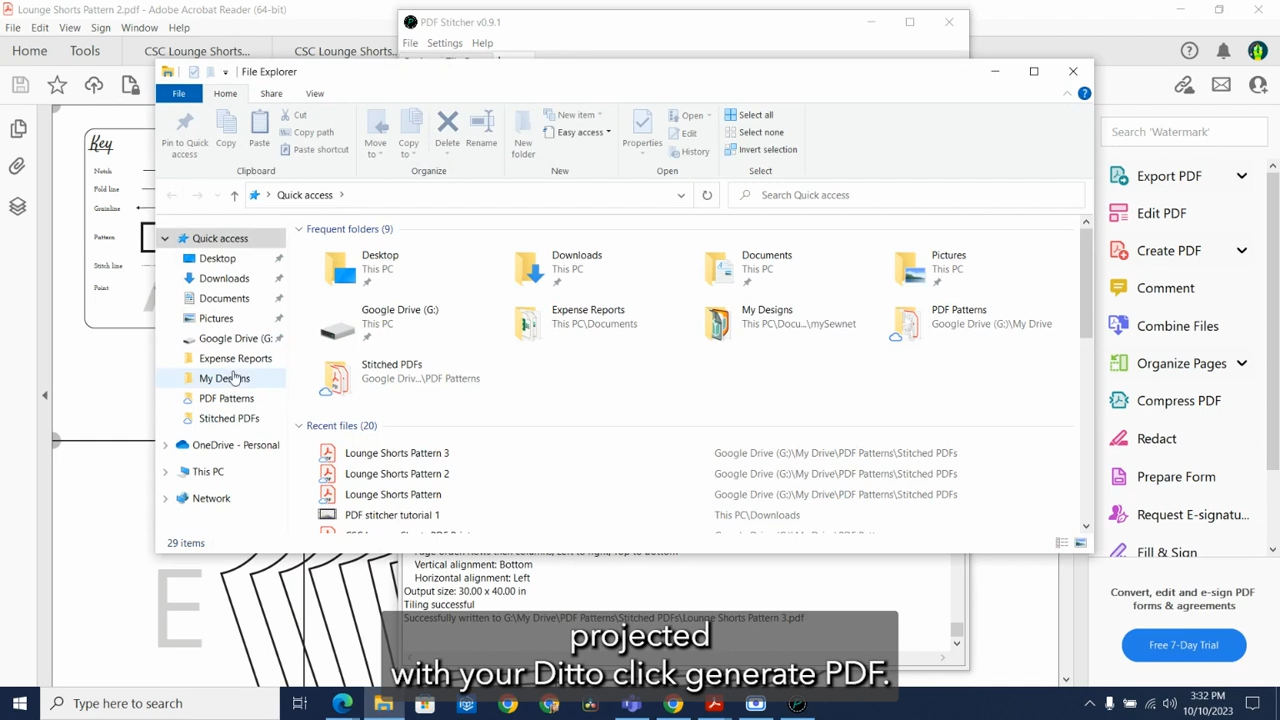 Lounge Shorts Pattern 2.pdf - Adobe Acrobat Reader (64-bit)
File Edit View Sign Window Help
Home Tools CSC Lounge Shorts... CSC Lounge Shorts...
PDF Stitcher v0.9.1
File Settings Help
File Explorer
File Home Share View
Pin to Quick access
Copy
Paste
Cut
Copy path
Paste shortcut
Move to
Copy to
Delete
Rename
New folder
New item
Easy access
Properties
Open
Edit
History
Select all
Select none
Invert selection
Clipboard Organize New Open Select
Quick access
Search Quick access
Quick access
Desktop
Downloads
Documents
Pictures
Google Drive (G:
Expense Reports
My Designs
PDF Patterns
Stitched PDFs
OneDrive - Personal
This PC
Network
Frequent folders (9)
Desktop
This PC
Downloads
This PC
Documents
This PC
Pictures
This PC
Google Drive (G:)
This PC
Expense Reports
This PC\Documents
My Designs
This PC\Docu...\mySewnet
PDF Patterns
Google Drive (G:)\My Drive
Stitched PDFs
Google Driv...\PDF Patterns
Recent files (20)
Lounge Shorts Pattern 3 Google Drive (G:)\My Drive\PDF Patterns\Stitched PDFs
Lounge Shorts Pattern 2 Google Drive (G:)\My Drive\PDF Patterns\Stitched PDFs
Lounge Shorts Pattern Google Drive (G:)\My Drive\PDF Patterns\Stitched PDFs
PDF stitcher tutorial 1 This PC\Downloads
29 items
Key
Notch
Fold line
Grainline
Pattern
Stitch line
Point
E
Vertical alignment: Bottom
Horizontal alignment: Left
Output size: 30.00 x 40.00 in
Tiling successful
Successfully written to G:\My Drive\PDF Patterns\Stitched PDFs\Lounge Shorts Pattern 3.pdf
projected
with your Ditto click generate PDF.
Search 'Watermark'
Export PDF
Edit PDF
Create PDF
Comment
Combine Files
Organize Pages
Compress PDF
Redact
Prepare Form
Request E-signatu...
Fill & Sign
Convert, edit and e-sign PDF
forms & agreements
Free 7-Day Trial
Type here to search
3:32 PM
10/10/2023